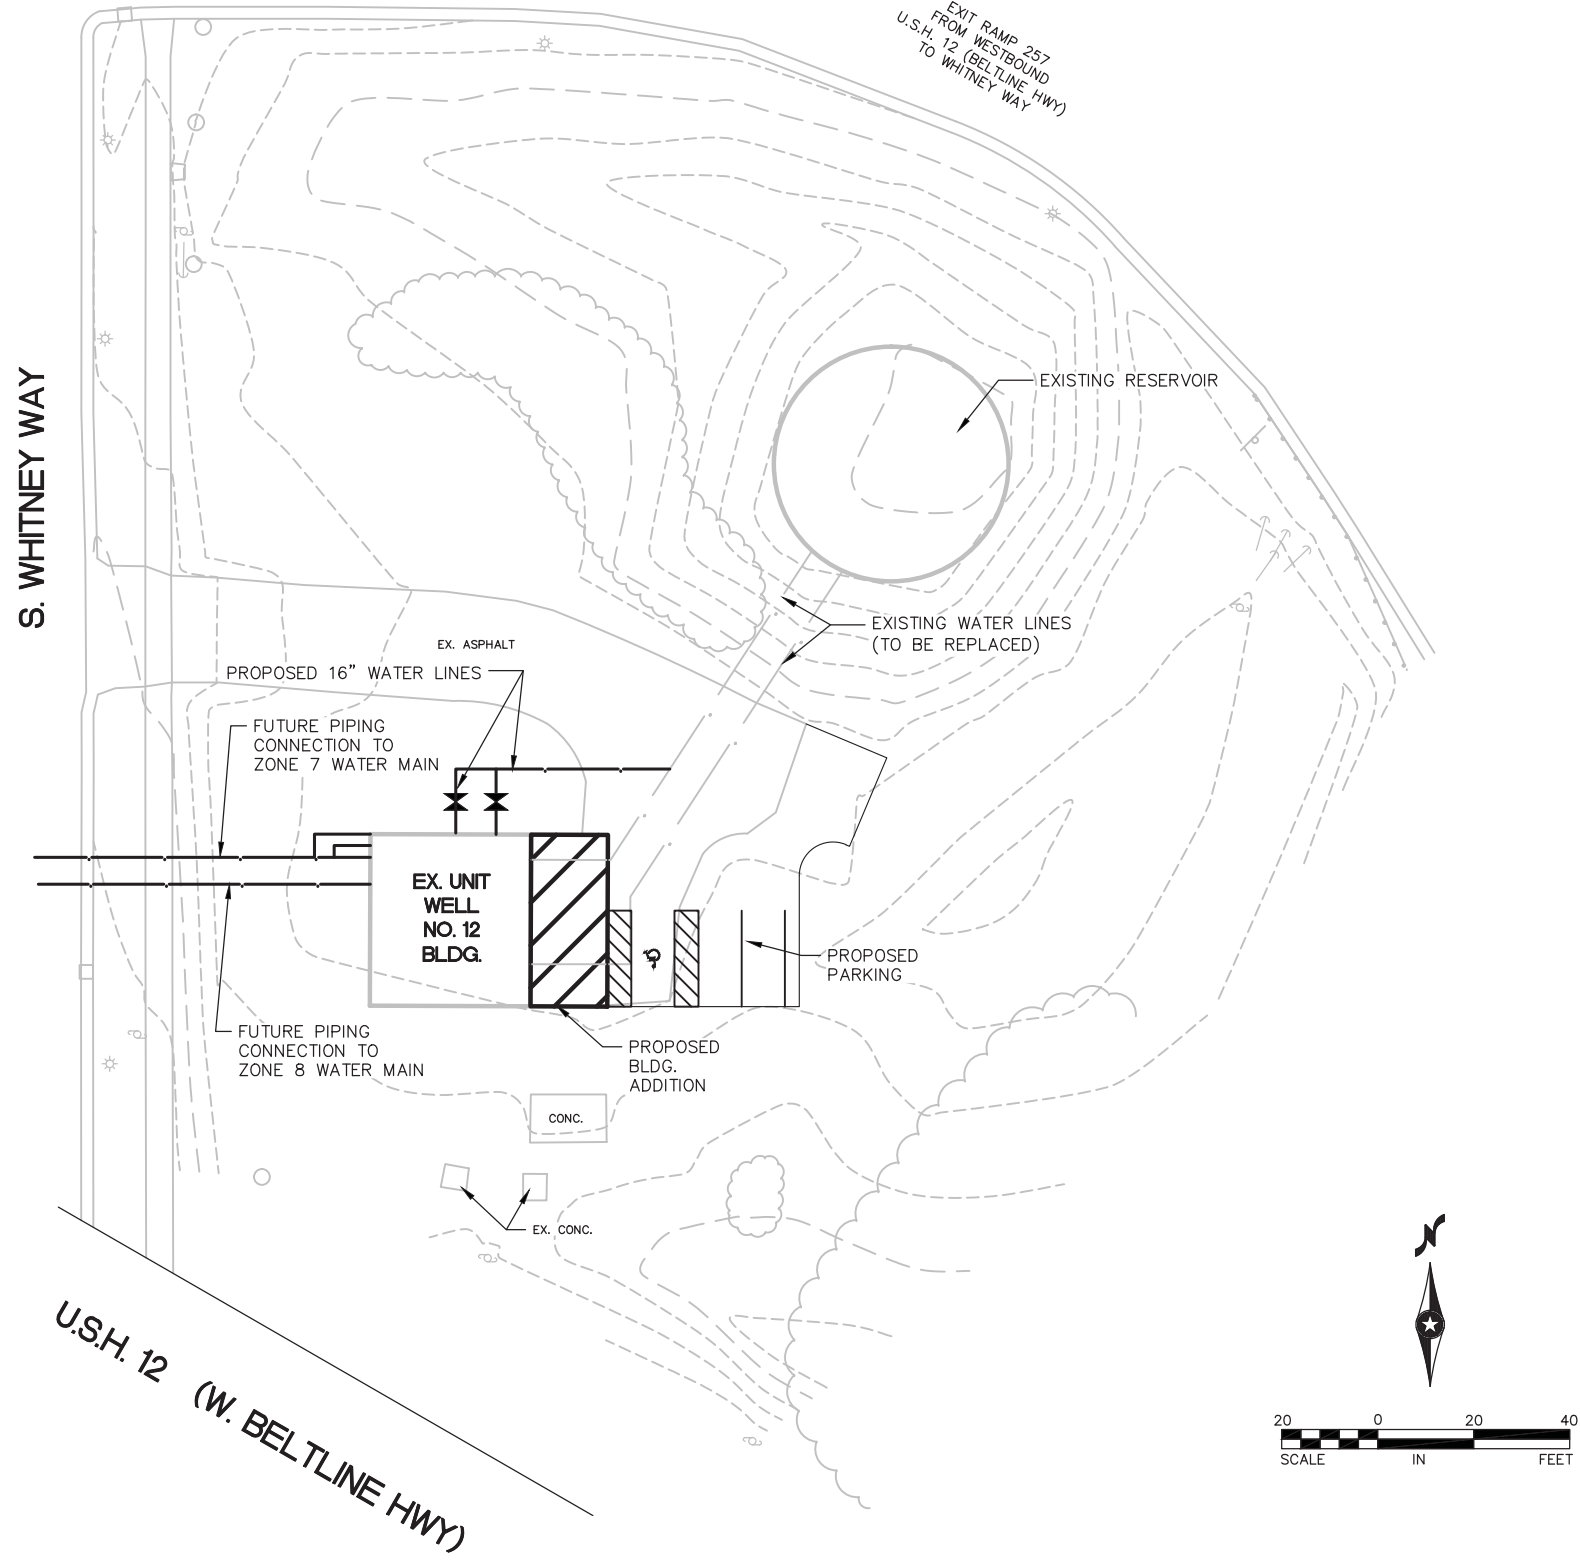 EXIT RAMP 257
FROM WESTBOUND
U.S.H. 12 (BELTLINE HWY)
TO WHITNEY WAY
S. WHITNEY WAY
EXISTING RESERVOIR
EXISTING WATER LINES
(TO BE REPLACED)
EX. ASPHALT
PROPOSED 16" WATER LINES
FUTURE PIPING
CONNECTION TO
ZONE 7 WATER MAIN
EX. UNIT
WELL
NO. 12
BLDG.
PROPOSED
PARKING
FUTURE PIPING
CONNECTION TO
ZONE 8 WATER MAIN
PROPOSED
BLDG.
ADDITION
CONC.
EX. CONC.
U.S.H. 12 (W. BELTLINE HWY)
N
20 0 20 40
SCALE IN FEET